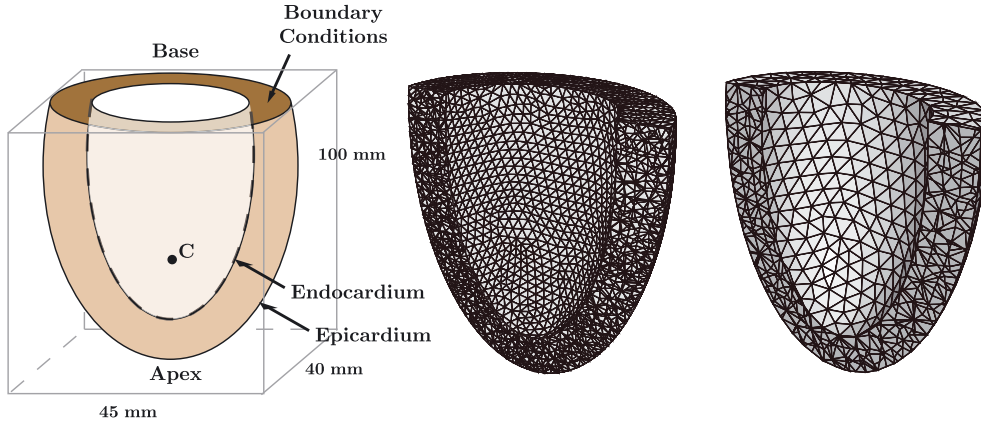 Boundary
Conditions
Base
100 mm
C
Endocardium
Epicardium
40 mm
Apex
45 mm